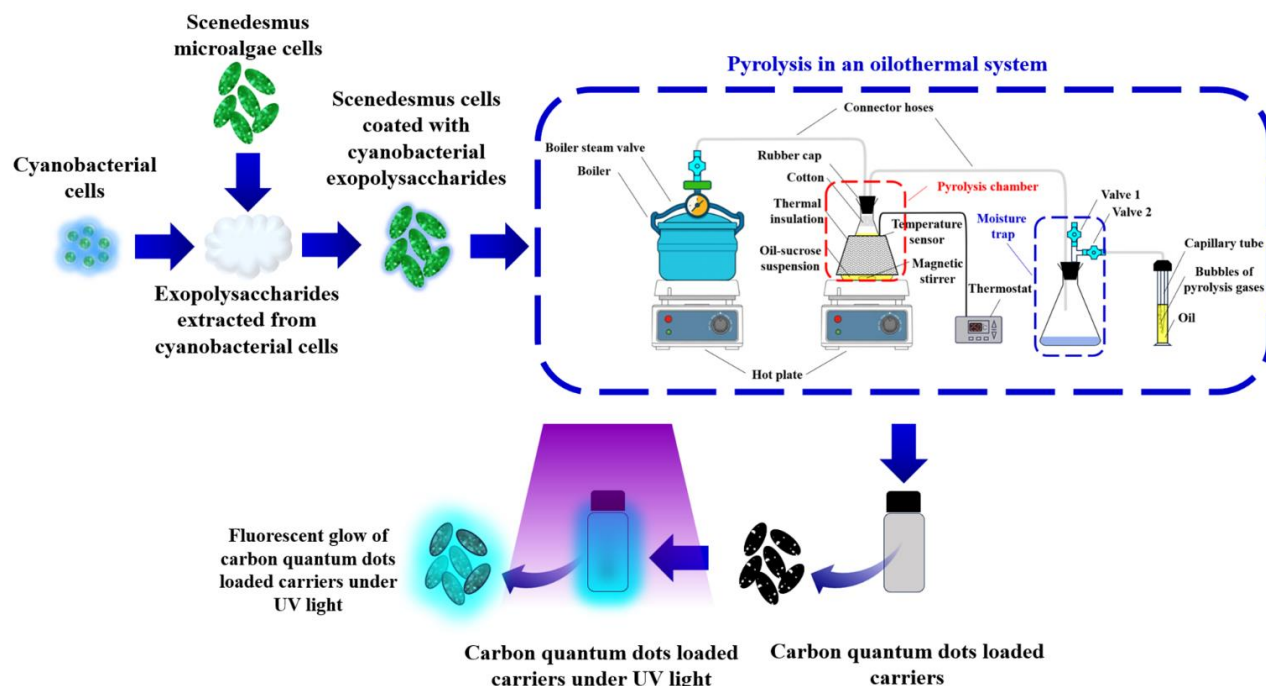 Scenedesmus
microalgae cells
Cyanobacterial
cells
Exopolysaccharides
extracted from
cyanobacterial cells
Scenedesmus cells
coated with
cyanobacterial
exopolysaccharides
Pyrolysis in an oilothermal system
Connector hoses
Boiler steam valve
Boiler
Rubber cap
Cotton
Thermal
insulation
Oil-sucrose
suspension
Pyrolysis chamber
Temperature
sensor
Magnetic
stirrer
Thermostat
Moisture
trap
Valve 1
Valve 2
Capillary tube
Bubbles of
pyrolysis gases
Oil
Hot plate
Fluorescent glow of
carbon quantum dots
loaded carriers under
UV light
Carbon quantum dots loaded
carriers under UV light
Carbon quantum dots loaded
carriers